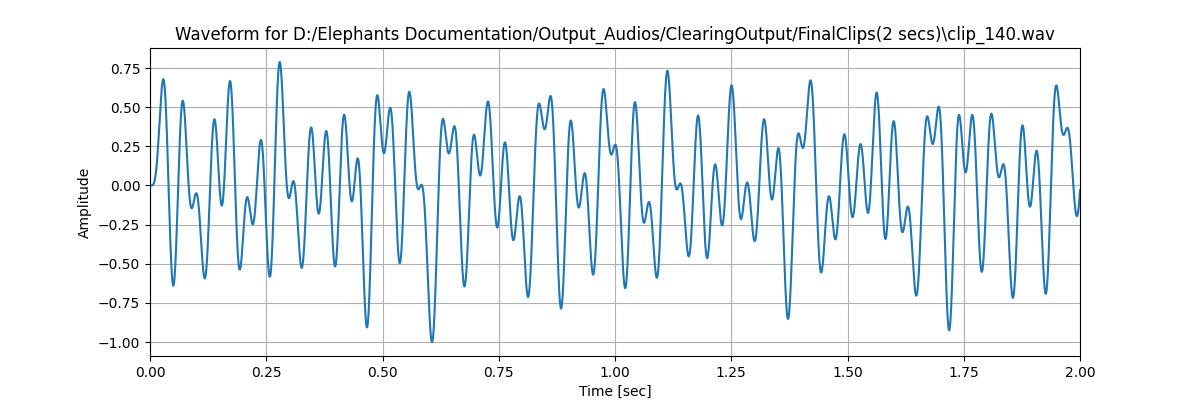 Waveform for D:/Elephants Documentation/Output_Audios/ClearingOutput/FinalClips(2 secs)\clip_140.wav
Amplitude
0.75
0.50
0.25
0.00
−0.25
−0.50
−0.75
−1.00
0.00 0.25 0.50 0.75 1.00 1.25 1.50 1.75 2.00
Time [sec]